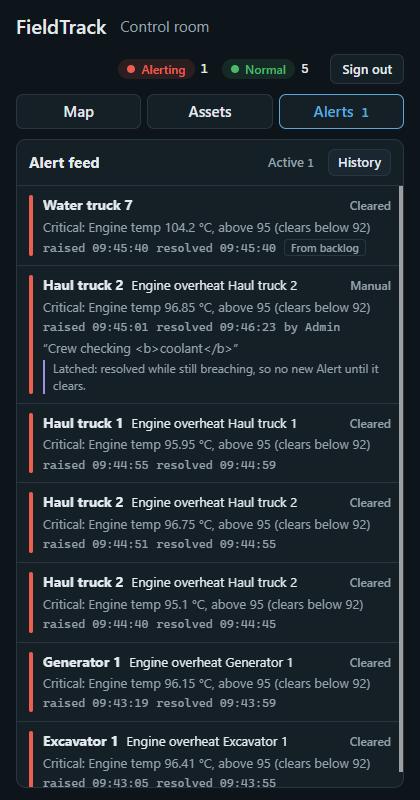 FieldTrack Control room
Alerting 1 Normal 5 Sign out
Map Assets Alerts 1
Alert feed Active 1 History
Water truck 7 Cleared
Critical: Engine temp 104.2 °C, above 95 (clears below 92)
raised 09:45:40 resolved 09:45:40 From backlog
Haul truck 2 Engine overheat Haul truck 2 Manual
Critical: Engine temp 96.85 °C, above 95 (clears below 92)
raised 09:45:01 resolved 09:46:23 by Admin
“Crew checking <b>coolant</b>”
Latched: resolved while still breaching, so no new Alert until it
clears.
Haul truck 1 Engine overheat Haul truck 1 Cleared
Critical: Engine temp 95.95 °C, above 95 (clears below 92)
raised 09:44:55 resolved 09:44:59
Haul truck 2 Engine overheat Haul truck 2 Cleared
Critical: Engine temp 96.75 °C, above 95 (clears below 92)
raised 09:44:51 resolved 09:44:55
Haul truck 2 Engine overheat Haul truck 2 Cleared
Critical: Engine temp 95.1 °C, above 95 (clears below 92)
raised 09:44:40 resolved 09:44:45
Generator 1 Engine overheat Generator 1 Cleared
Critical: Engine temp 96.15 °C, above 95 (clears below 92)
raised 09:43:19 resolved 09:43:59
Excavator 1 Engine overheat Excavator 1 Cleared
Critical: Engine temp 96.41 °C, above 95 (clears below 92)
raised 09:43:05 resolved 09:43:55